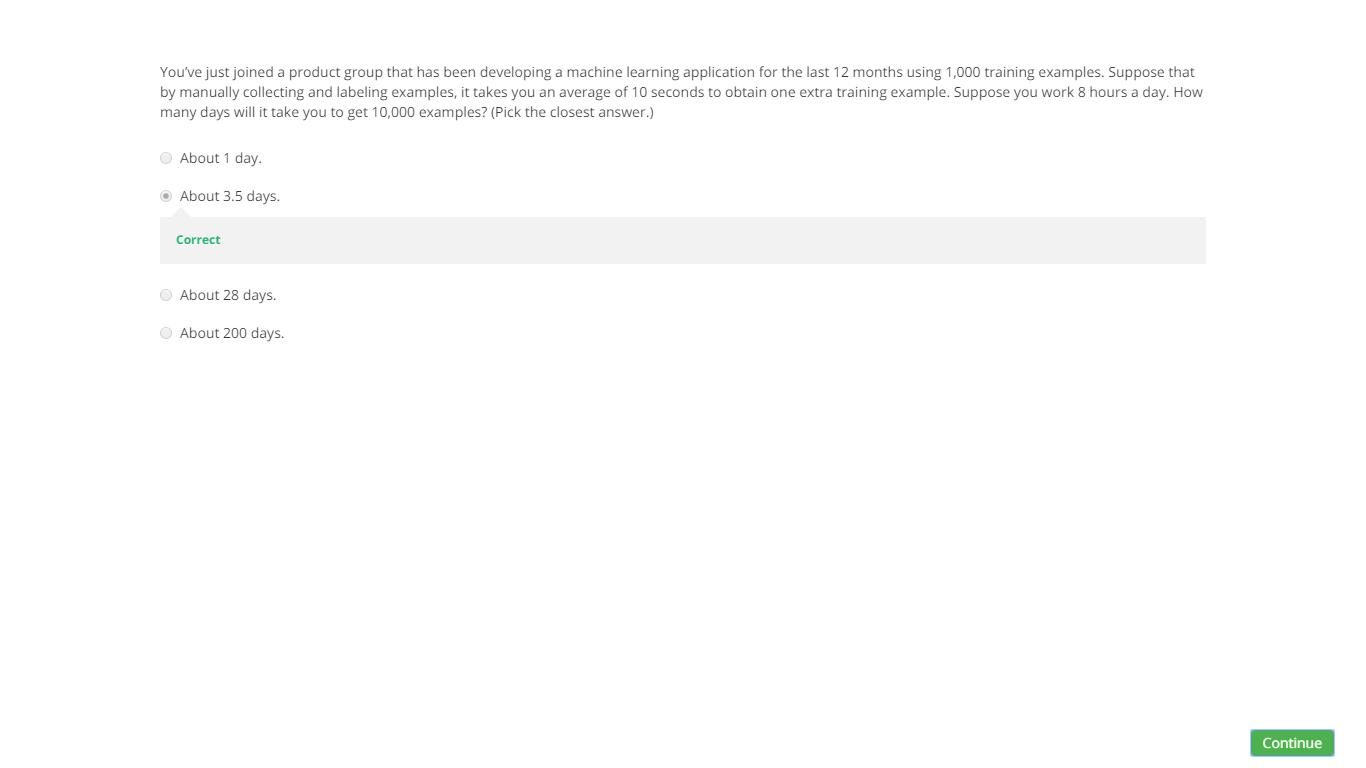 You’ve just joined a product group that has been developing a machine learning application for the last 12 months using 1,000 training examples. Suppose that
by manually collecting and labeling examples, it takes you an average of 10 seconds to obtain one extra training example. Suppose you work 8 hours a day. How
many days will it take you to get 10,000 examples? (Pick the closest answer.)
About 1 day.
About 3.5 days.
Correct
About 28 days.
About 200 days.
Continue